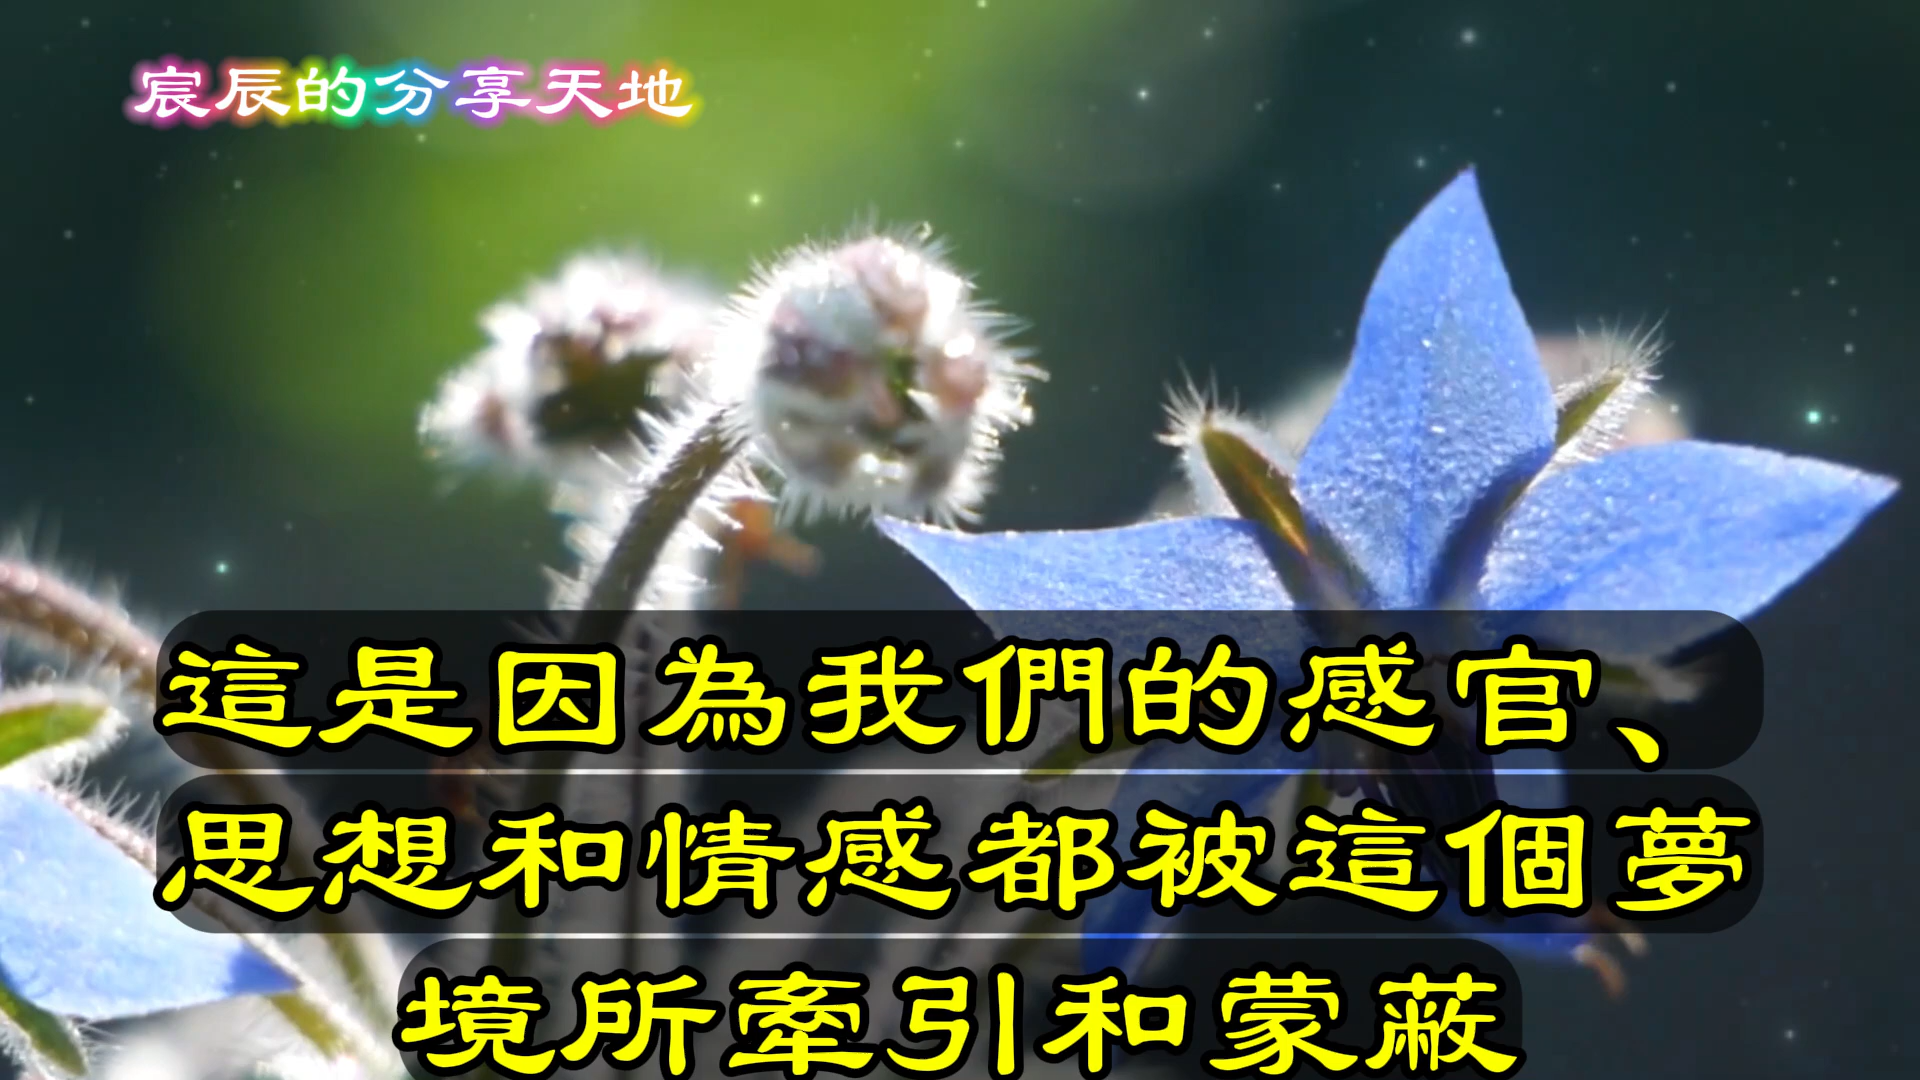 宸辰的分享天地
這是因為我們的感官、
思想和情感都被這個夢
境所牽引和蒙蔽